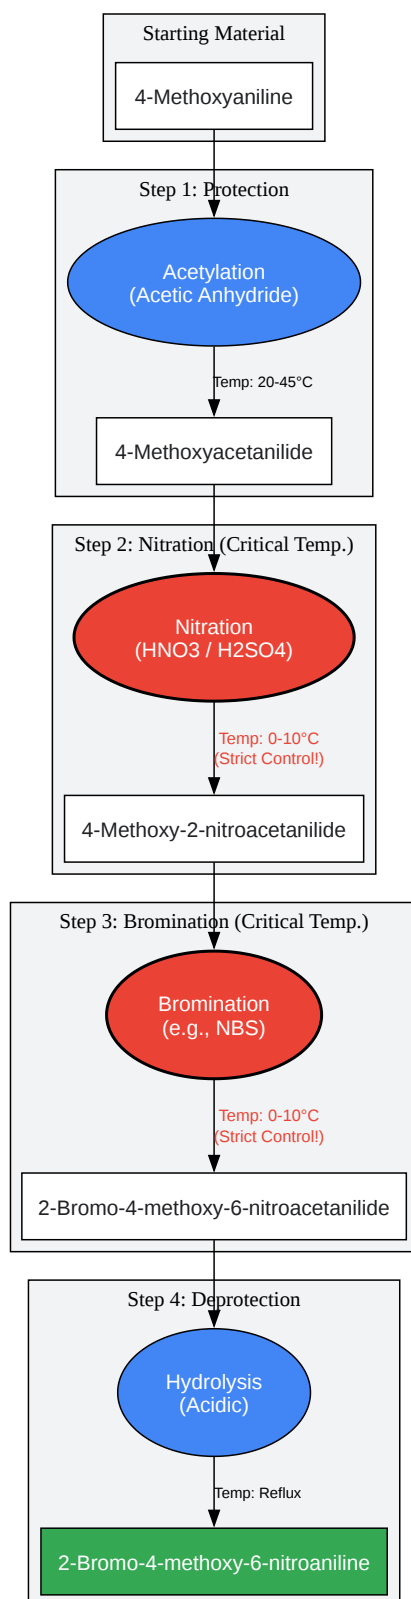 Starting Material
4-Methoxyaniline
Step 1: Protection
Acetylation
(Acetic Anhydride)
Temp: 20-45°C
4-Methoxyacetanilide
Step 2: Nitration (Critical Temp.)
Nitration
(HNO3 / H2SO4)
Temp: 0-10°C
(Strict Control!)
4-Methoxy-2-nitroacetanilide
Step 3: Bromination (Critical Temp.)
Bromination
(e.g., NBS)
Temp: 0-10°C
(Strict Control!)
2-Bromo-4-methoxy-6-nitroacetanilide
Step 4: Deprotection
Hydrolysis
(Acidic)
Temp: Reflux
2-Bromo-4-methoxy-6-nitroaniline